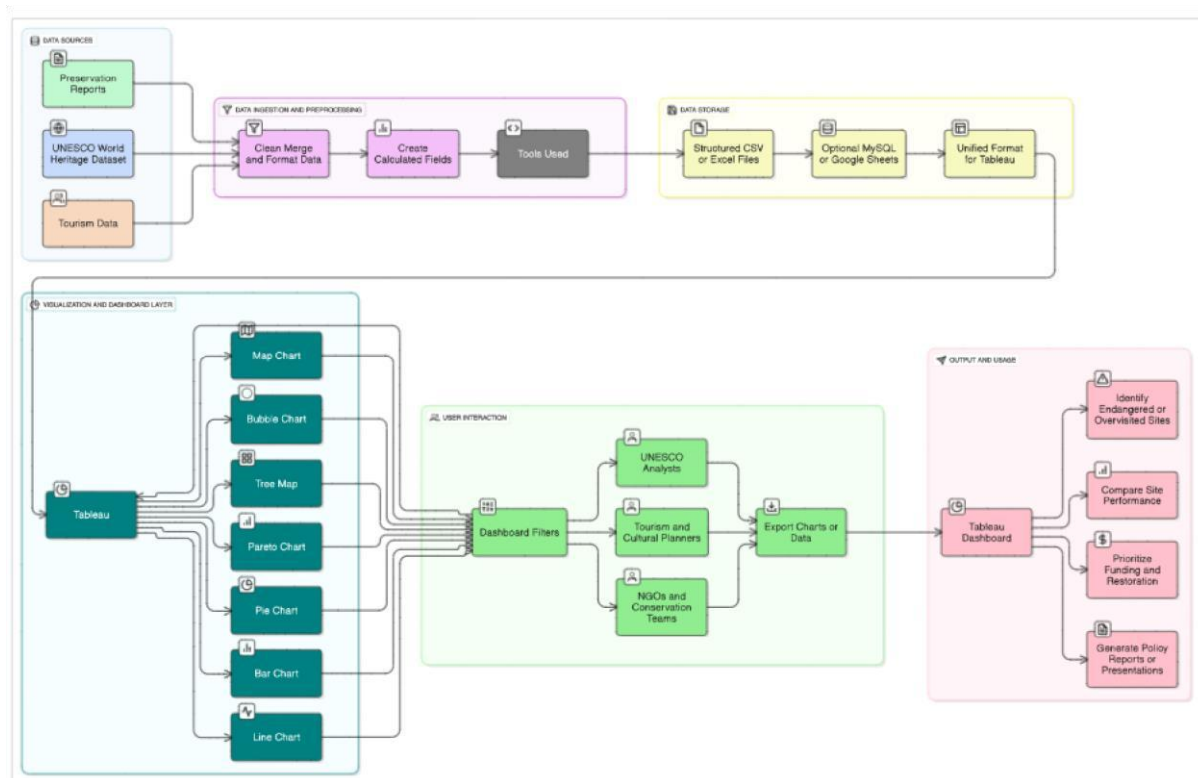 DATA SOURCES
Preservation
Reports
UNESCO World
Heritage Dataset
Tourism Data
DATA INGESTION AND PREPROCESSING
Clean Merge
and Format Data
Create
Calculated Fields
Tools Used
DATA STORAGE
Structured CSV
or Excel Files
Optional MySQL
or Google Sheets
Unified Format
for Tableau
VISUALIZATION AND DASHBOARD LAYER
Tableau
Map Chart
Bubble Chart
Tree Map
Pareto Chart
Pie Chart
Bar Chart
Line Chart
USER INTERACTION
Dashboard Filters
UNESCO
Analysts
Tourism and
Cultural Planners
NGOs and
Conservation
Teams
Export Charts or
Data
OUTPUT AND USAGE
Tableau
Dashboard
Identify
Endangered or
Overvisited Sites
Compare Site
Performance
Prioritize
Funding and
Restoration
Generate Policy
Reports or
Presentations